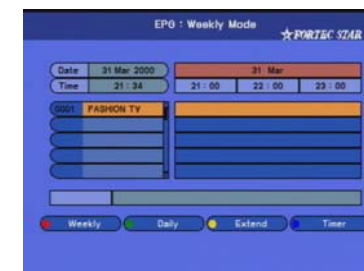 EPG : Weekly Mode
FORTEC STAR
Date 31 Mar 2000 31 Mar
Time 21 : 34 21 : 00 22 : 00 23 : 00
0001 FASHION TV
Weekly Daily Extend Timer